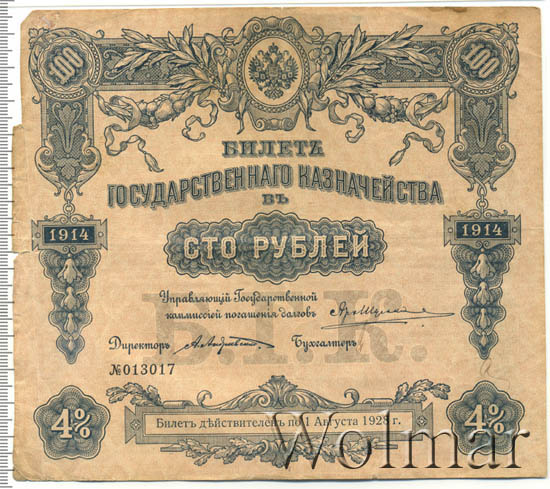 100 100
БИЛЕТЪ
ГОСУДАРСТВЕННАГО КАЗНАЧЕЙСТВА
ВЪ
1914 1914
СТО РУБЛЕЙ
Управляющій Государственной
коммиссіей погашенія долговъ
Директоръ Бухгалтеръ
Б.Г.К.
№013017
4% 4%
Билетъ дѣйствителенъ по 1 Августа 1928 г.
Wolmar